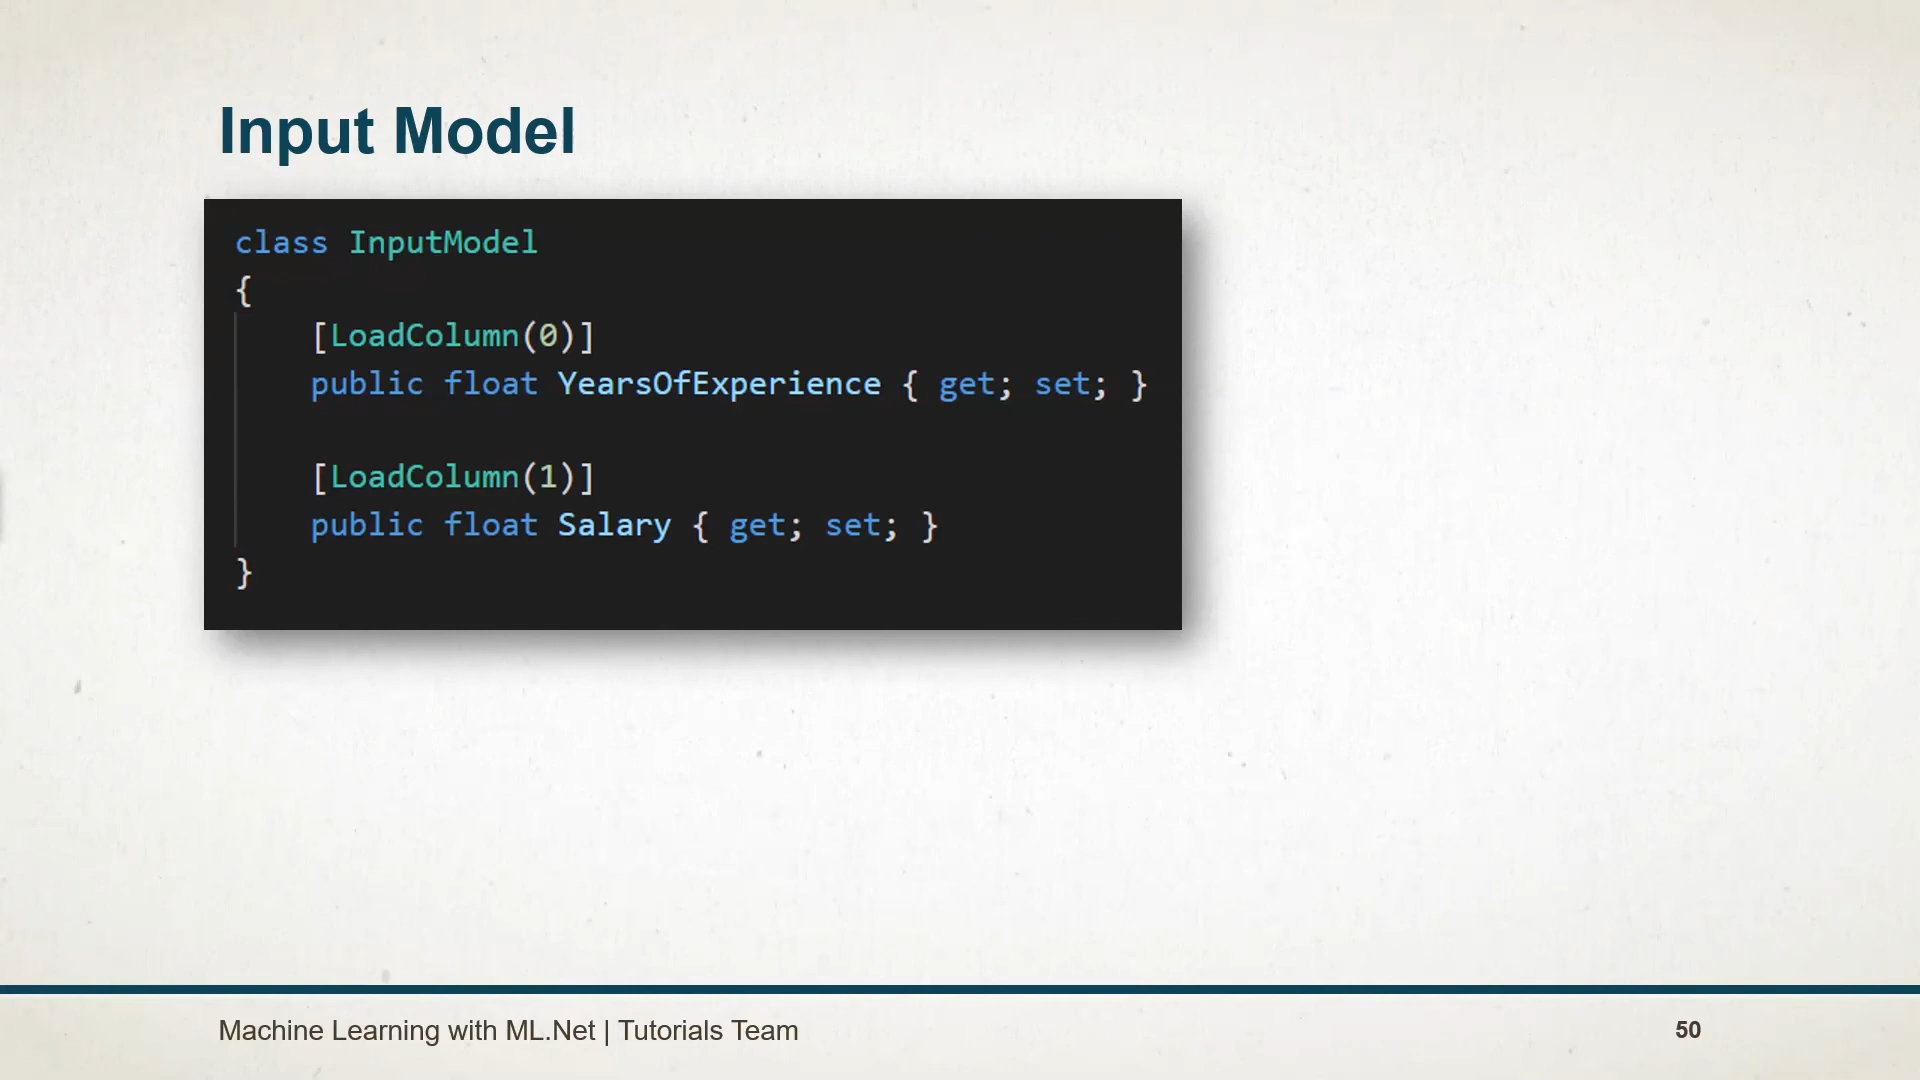 Input Model
class InputModel
{
[LoadColumn(0)]
public float YearsOfExperience { get; set; }
[LoadColumn(1)]
public float Salary { get; set; }
}
Machine Learning with ML.Net | Tutorials Team
50